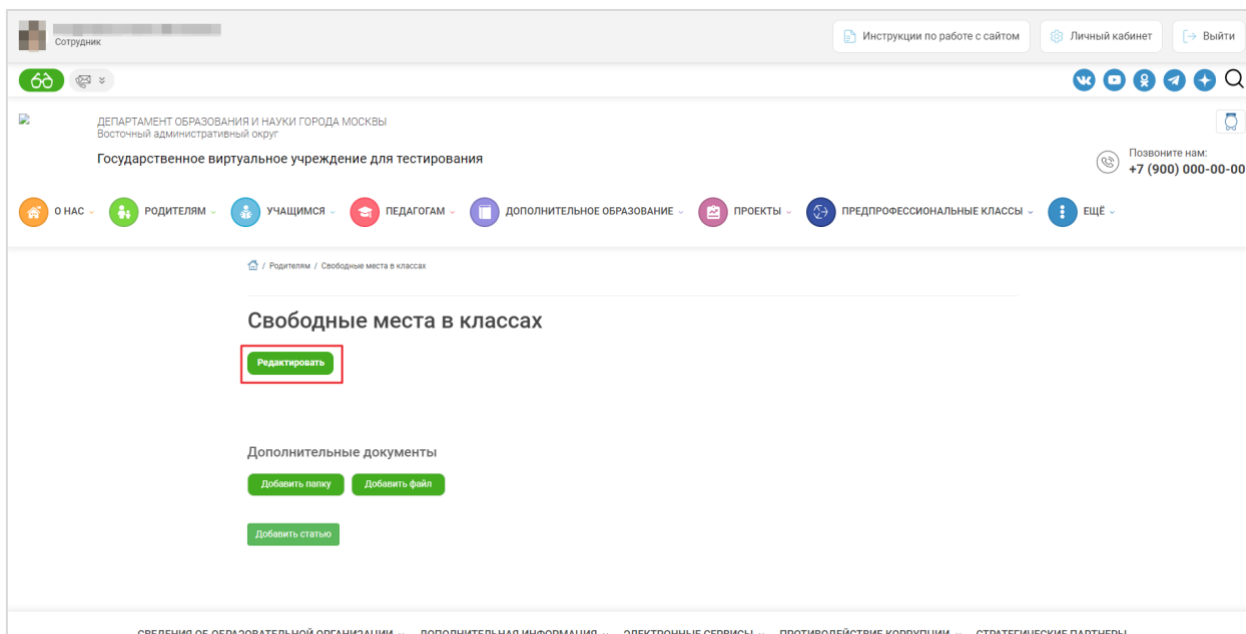 Сотрудник
Инструкции по работе с сайтом
Личный кабинет
Выйти
ДЕПАРТАМЕНТ ОБРАЗОВАНИЯ И НАУКИ ГОРОДА МОСКВЫ
Восточный административный округ
Государственное виртуальное учреждение для тестирования
Позвоните нам:
+7 (900) 000-00-00
О НАС
РОДИТЕЛЯМ
УЧАЩИМСЯ
ПЕДАГОГАМ
ДОПОЛНИТЕЛЬНОЕ ОБРАЗОВАНИЕ
ПРОЕКТЫ
ПРЕДПРОФЕССИОНАЛЬНЫЕ КЛАССЫ
ЕЩЁ
/ Родителям / Свободные места в классах
Свободные места в классах
Редактировать
Дополнительные документы
Добавить папку
Добавить файл
Добавить статью
СВЕДЕНИЯ ОБ ОБРАЗОВАТЕЛЬНОЙ ОРГАНИЗАЦИИ
ДОПОЛНИТЕЛЬНАЯ ИНФОРМАЦИЯ
ЭЛЕКТРОННЫЕ СЕРВИСЫ
ПРОТИВОДЕЙСТВИЕ КОРРУПЦИИ
СТРАТЕГИЧЕСКИЕ ПАРТНЕРЫ